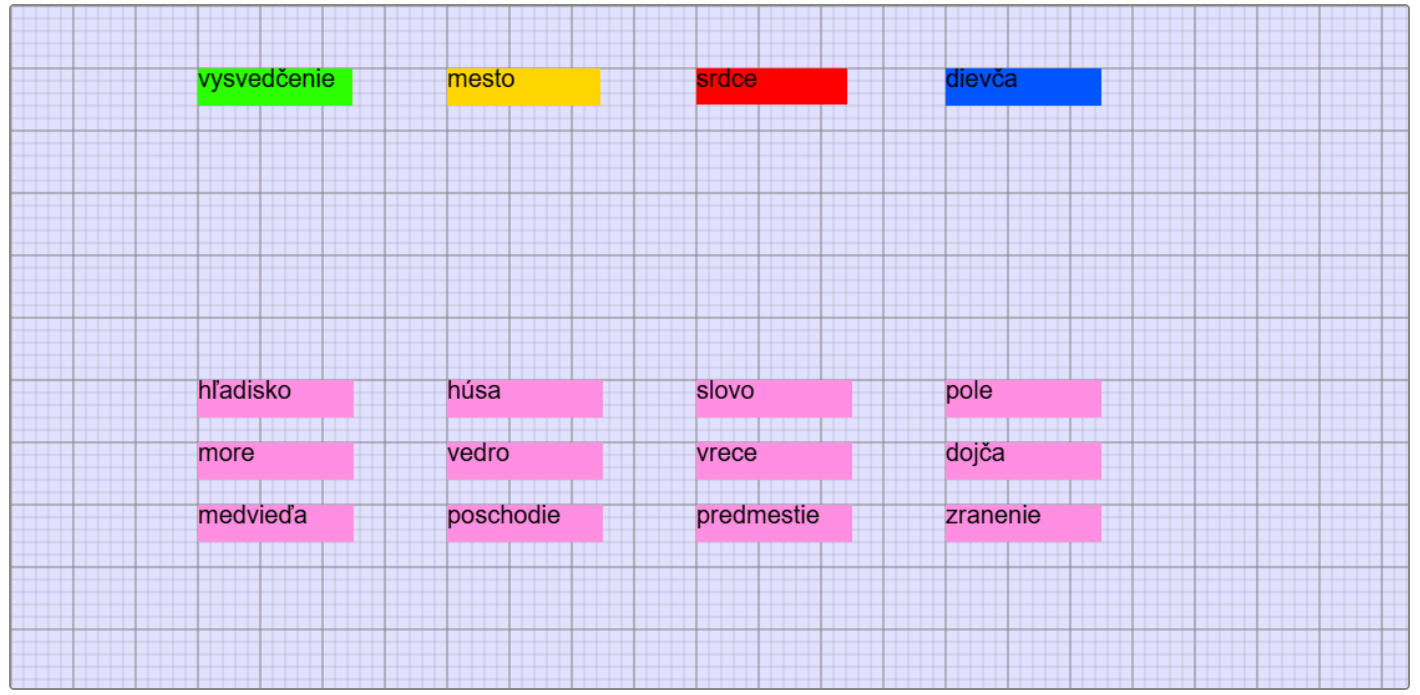 vysvedčenie mesto srdce dievča
hľadisko húsa slovo pole
more vedro vrece dojča
medvieďa poschodie predmestie zranenie